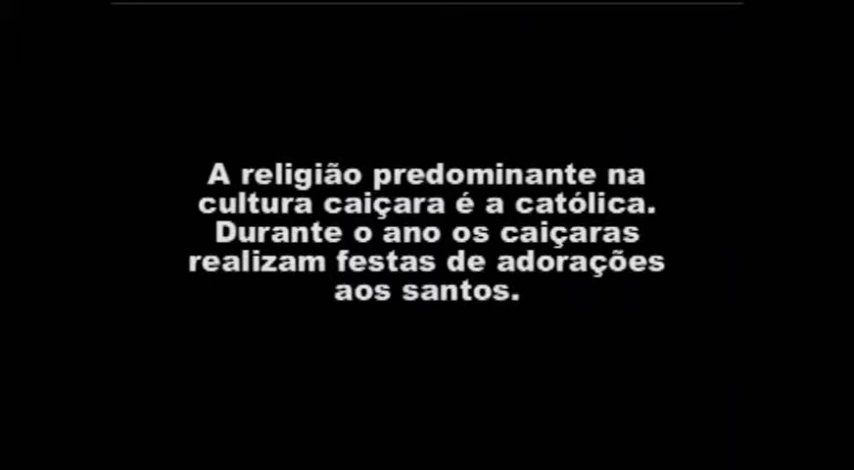 A religião predominante na
cultura caiçara é a católica.
Durante o ano os caiçaras
realizam festas de adorações
aos santos.